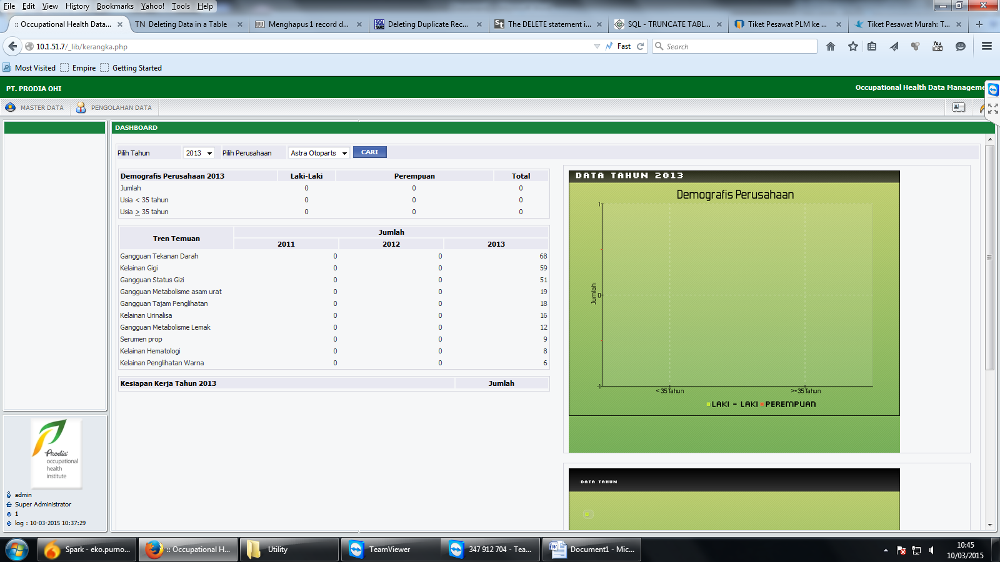 File Edit View History Bookmarks Yahoo! Tools Help
:: Occupational Health Data... × TN Deleting Data in a Table × Menghapus 1 record d... × Deleting Duplicate Rec... × St The DELETE statement i... × SQL - TRUNCATE TABL... × Tiket Pesawat PLM ke ... × Tiket Pesawat Murah: T... × +
10.1.51.7/_lib/kerangka.php Fast Search
Most Visited Empire Getting Started
PT. PRODIA OHI Occupational Health Data Manageme
MASTER DATA PENGOLAHAN DATA
DASHBOARD
Pilih Tahun 2013 Pilih Perusahaan Astra Otoparts CARI
Demografis Perusahaan 2013 Laki-Laki Perempuan Total
Jumlah 0 0 0
Usia < 35 tahun 0 0 0
Usia ≥ 35 tahun 0 0 0
Tren Temuan Jumlah
2011 2012 2013
Gangguan Tekanan Darah 0 0 68
Kelainan Gigi 0 0 59
Gangguan Status Gizi 0 0 51
Gangguan Metabolisme asam urat 0 0 19
Gangguan Tajam Penglihatan 0 0 18
Kelainan Urinalisa 0 0 16
Gangguan Metabolisme Lemak 0 0 12
Serumen prop 0 0 9
Kelainan Hematologi 0 0 8
Kelainan Penglihatan Warna 0 0 6
Kesiapan Kerja Tahun 2013 Jumlah
DATA TAHUN 2013
Demografis Perusahaan
1
Jumlah
0
-1
< 35 Tahun >= 35 Tahun
LAKI - LAKI PEREMPUAN
DATA TAHUN
Prodia
occupational
health
institute
admin
Super Administrator
1
log : 10-03-2015 10:37:29
Spark - eko.purno... :: Occupational H... Utility TeamViewer 347 912 704 - Tea... Document1 - Mic...
10:45
10/03/2015